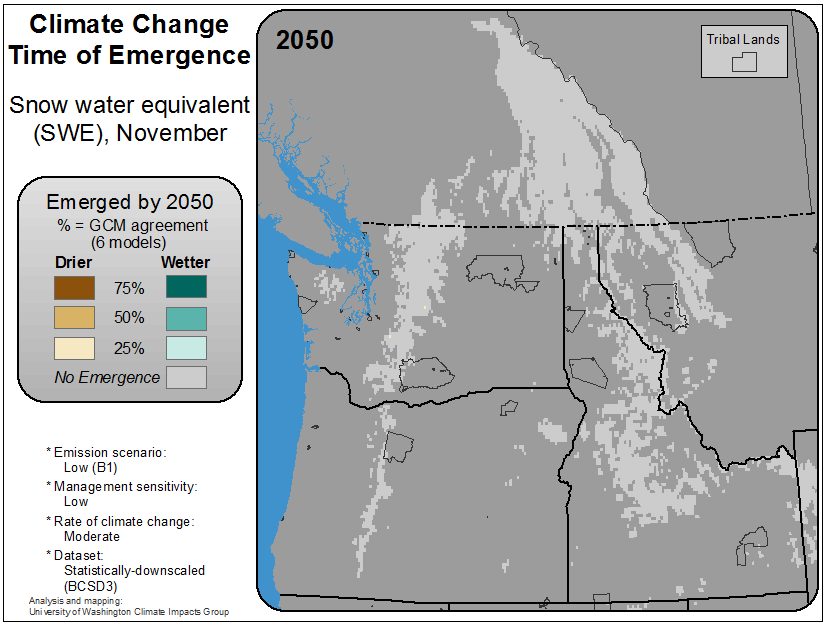 Climate Change
Time of Emergence
Snow water equivalent
(SWE), November
Emerged by 2050
% = GCM agreement
(6 models)
Drier Wetter
75%
50%
25%
No Emergence
* Emission scenario:
Low (B1)
* Management sensitivity:
Low
* Rate of climate change:
Moderate
* Dataset:
Statistically-downscaled
(BCSD3)
Analysis and mapping:
University of Washington Climate Impacts Group
2050
Tribal Lands